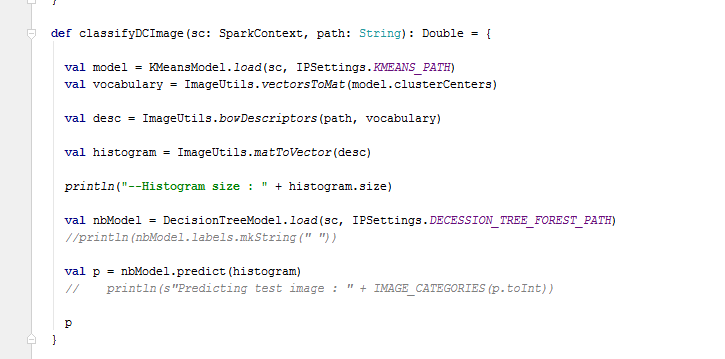 }
def classifyDCImage(sc: SparkContext, path: String): Double = {
val model = KMeansModel.load(sc, IPSettings.KMEANS_PATH)
val vocabulary = ImageUtils.vectorsToMat(model.clusterCenters)
val desc = ImageUtils.bowDescriptors(path, vocabulary)
val histogram = ImageUtils.matToVector(desc)
println("--Histogram size : " + histogram.size)
val nbModel = DecisionTreeModel.load(sc, IPSettings.DECESSION_TREE_FOREST_PATH)
//println(nbModel.labels.mkString(" "))
val p = nbModel.predict(histogram)
//    println(s"Predicting test image : " + IMAGE_CATEGORIES(p.toInt))
p
}